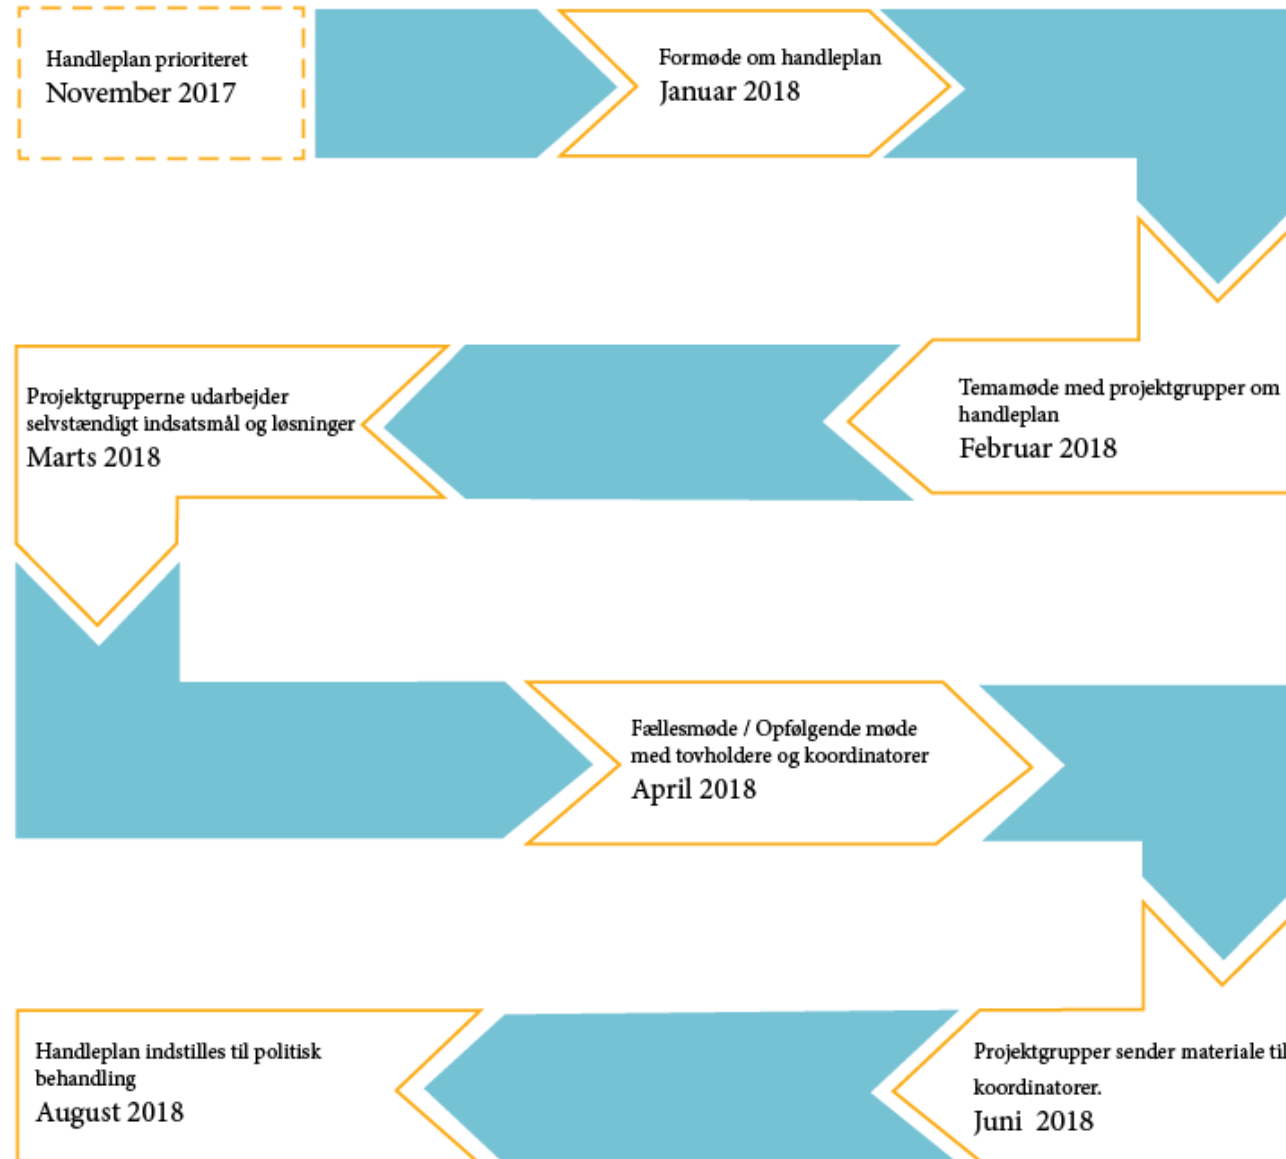 Handleplan prioriteret
November 2017
Formøde om handleplan
Januar 2018
Temamøde med projektgrupper om
handleplan
Februar 2018
Projektgrupperne udarbejder
selvstændigt indsatsmål og løsninger
Marts 2018
Fællesmøde / Opfølgende møde
med tovholdere og koordinatorer
April 2018
Projektgrupper sender materiale til
koordinatorer.
Juni 2018
Handleplan indstilles til politisk
behandling
August 2018